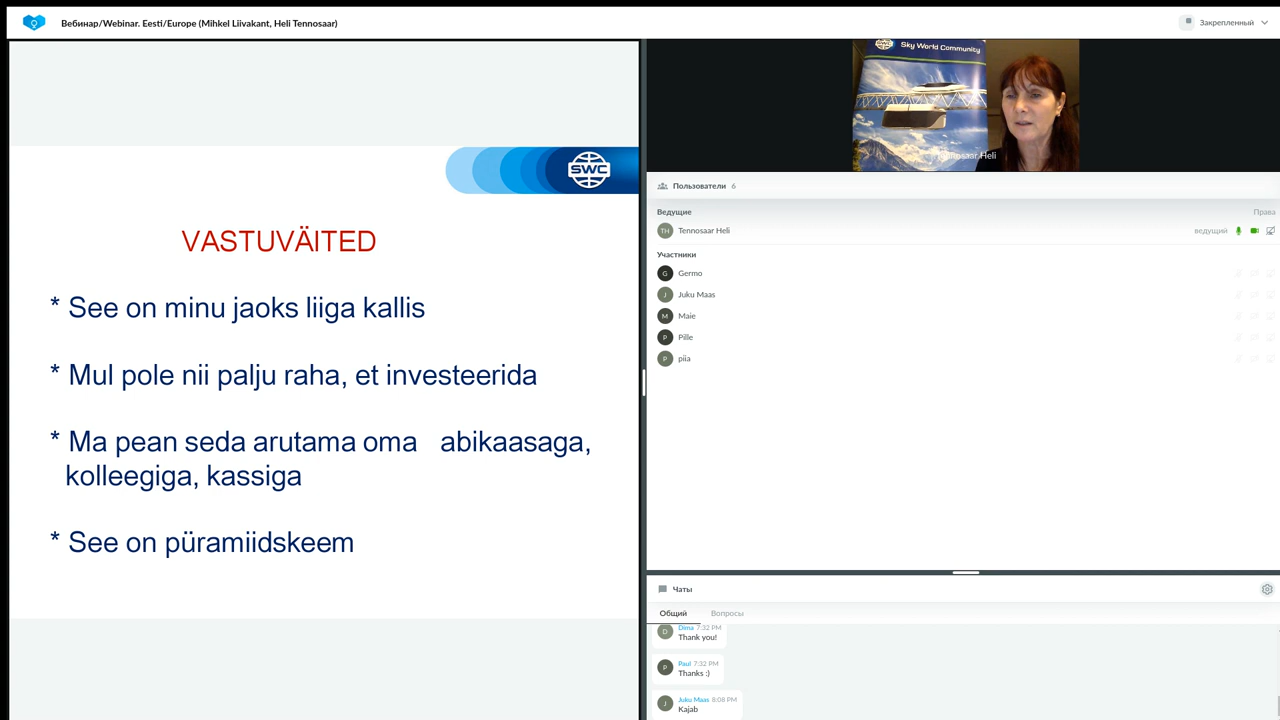 Вебинар/Webinar. Eesti/Europe (Mihkel Liivakant, Heli Tennosaar)
Закрепленный
SWC
VASTUVÄITED
* See on minu jaoks liiga kallis
* Mul pole nii palju raha, et investeerida
* Ma pean seda arutama oma abikaasaga,
kolleegiga, kassiga
* See on püramiidskeem
Sky World Community
Tennosaar Heli
Пользователи 6
Ведущие
Права
TH Tennosaar Heli
ведущий
Участники
G Germo
J Juku Maas
M Maie
P Pille
P piia
Чаты
Общий
Вопросы
D Dima 7:32 PM
Thank you!
P Paul 7:32 PM
Thanks :)
J Juku Maas 8:08 PM
Kajab